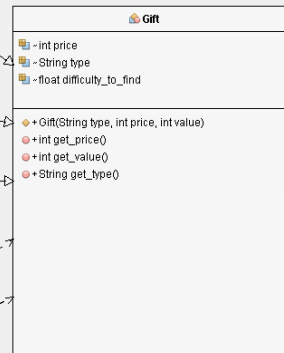 Gift
~ int price
~ String type
~ float difficulty_to_find
+ Gift(String type, int price, int value)
+ int get_price()
+ int get_value()
+ String get_type()